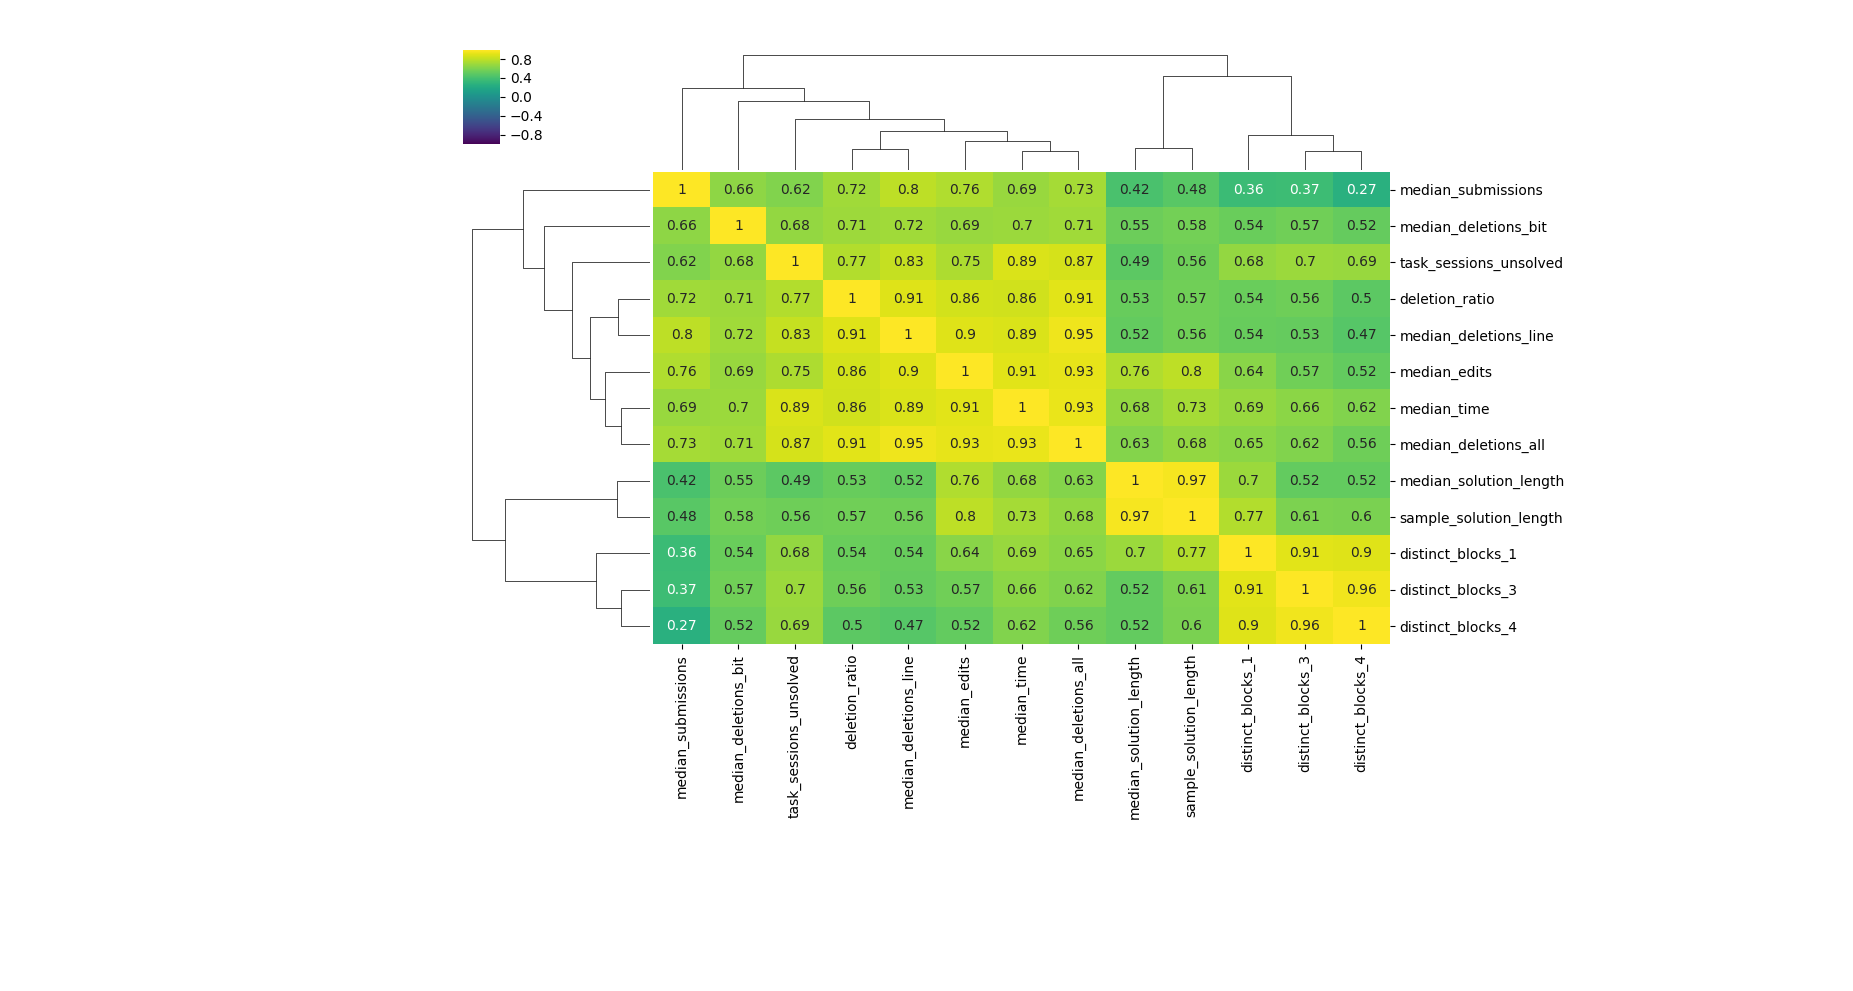 0.8
0.4
0.0
−0.4
−0.8
1 0.66 0.62 0.72 0.8 0.76 0.69 0.73 0.42 0.48 0.36 0.37 0.27 median_submissions
0.66 1 0.68 0.71 0.72 0.69 0.7 0.71 0.55 0.58 0.54 0.57 0.52 median_deletions_bit
0.62 0.68 1 0.77 0.83 0.75 0.89 0.87 0.49 0.56 0.68 0.7 0.69 task_sessions_unsolved
0.72 0.71 0.77 1 0.91 0.86 0.86 0.91 0.53 0.57 0.54 0.56 0.5 deletion_ratio
0.8 0.72 0.83 0.91 1 0.9 0.89 0.95 0.52 0.56 0.54 0.53 0.47 median_deletions_line
0.76 0.69 0.75 0.86 0.9 1 0.91 0.93 0.76 0.8 0.64 0.57 0.52 median_edits
0.69 0.7 0.89 0.86 0.89 0.91 1 0.93 0.68 0.73 0.69 0.66 0.62 median_time
0.73 0.71 0.87 0.91 0.95 0.93 0.93 1 0.63 0.68 0.65 0.62 0.56 median_deletions_all
0.42 0.55 0.49 0.53 0.52 0.76 0.68 0.63 1 0.97 0.7 0.52 0.52 median_solution_length
0.48 0.58 0.56 0.57 0.56 0.8 0.73 0.68 0.97 1 0.77 0.61 0.6 sample_solution_length
0.36 0.54 0.68 0.54 0.54 0.64 0.69 0.65 0.7 0.77 1 0.91 0.9 distinct_blocks_1
0.37 0.57 0.7 0.56 0.53 0.57 0.66 0.62 0.52 0.61 0.91 1 0.96 distinct_blocks_3
0.27 0.52 0.69 0.5 0.47 0.52 0.62 0.56 0.52 0.6 0.9 0.96 1 distinct_blocks_4
median_submissions
median_deletions_bit
task_sessions_unsolved
deletion_ratio
median_deletions_line
median_edits
median_time
median_deletions_all
median_solution_length
sample_solution_length
distinct_blocks_1
distinct_blocks_3
distinct_blocks_4